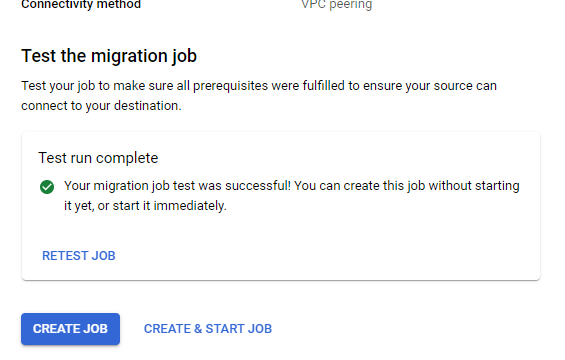 Connectivity method VPC peering
Test the migration job
Test your job to make sure all prerequisites were fulfilled to ensure your source can
connect to your destination.
Test run complete
Your migration job test was successful! You can create this job without starting
it yet, or start it immediately.
RETEST JOB
CREATE JOB CREATE & START JOB